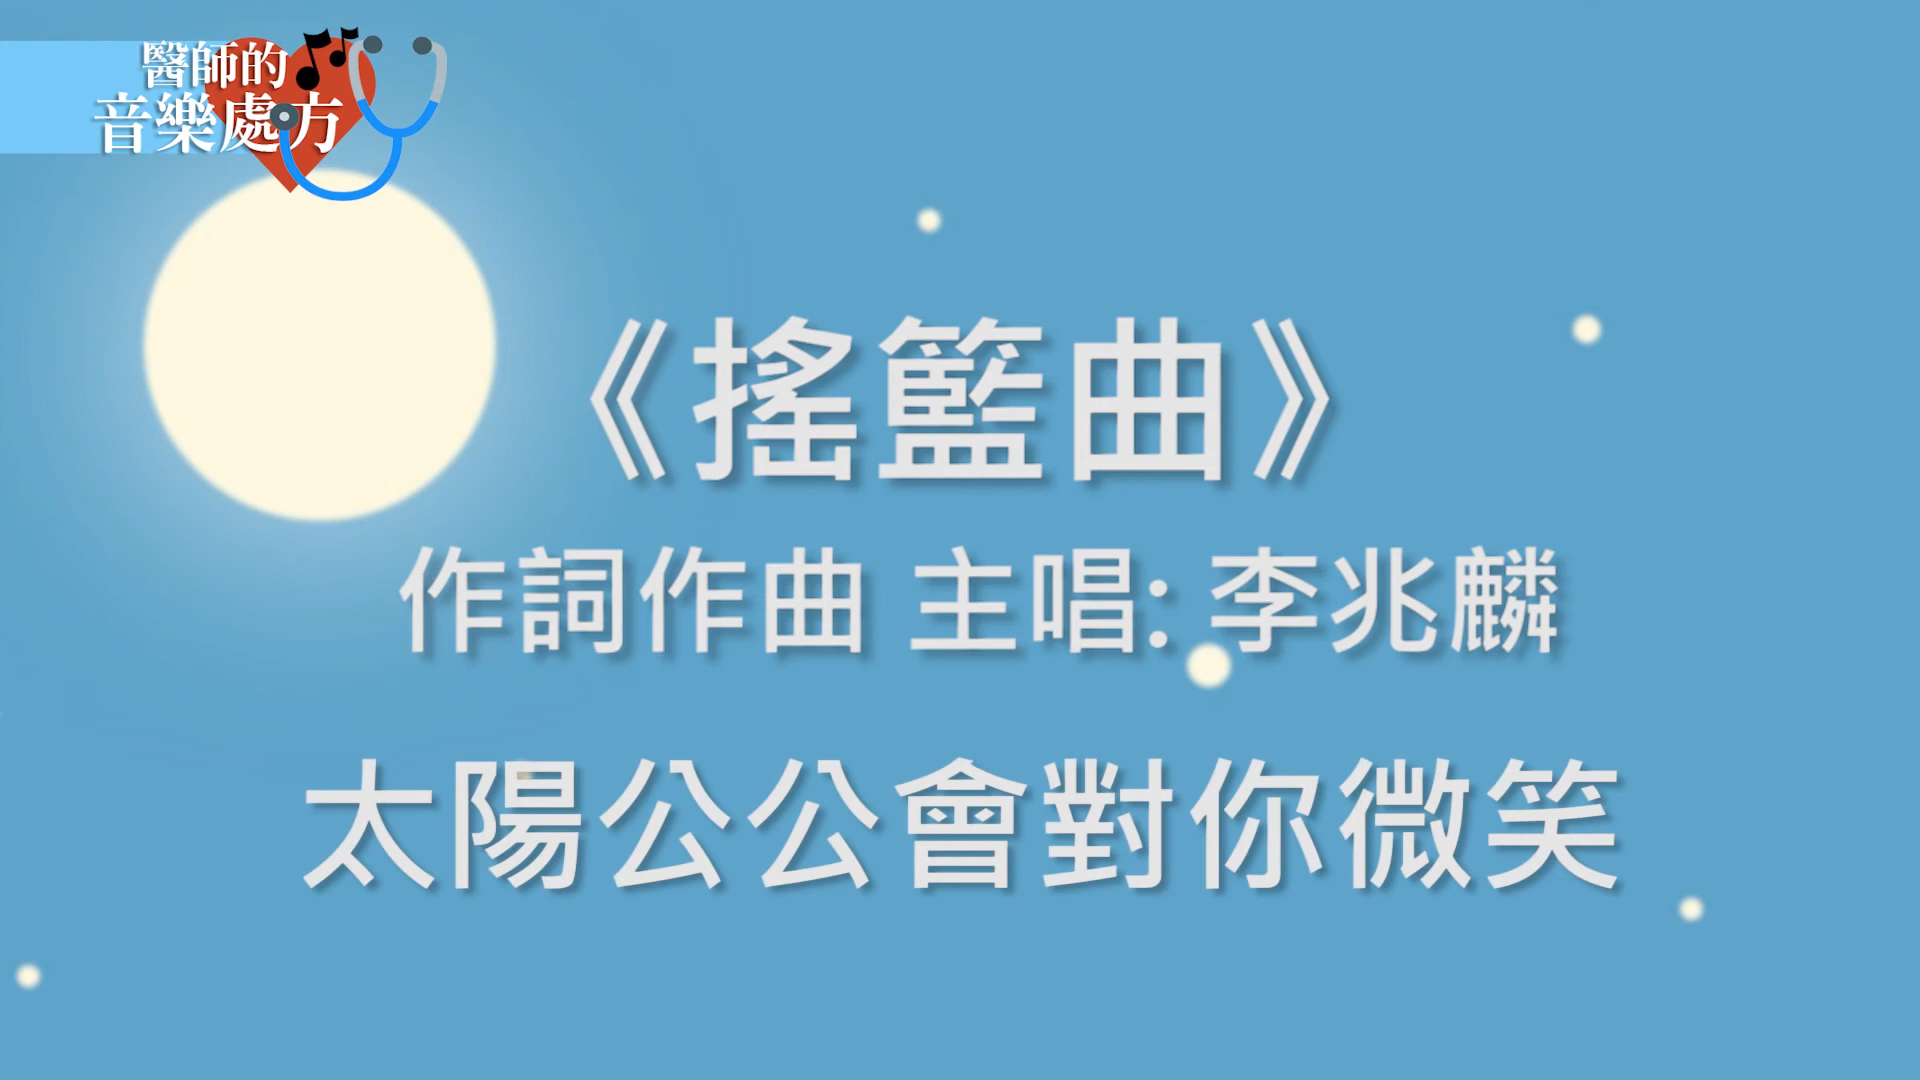 醫師的
音樂處方
《搖籃曲》
作詞作曲 主唱: 李兆麟
太陽公公會對你微笑